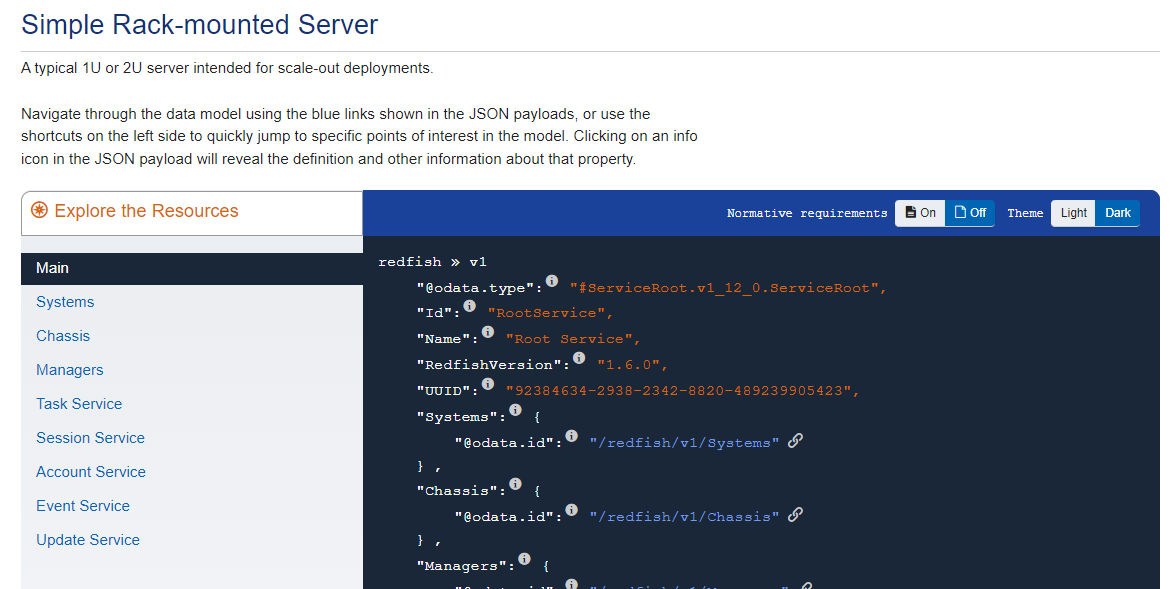 Simple Rack-mounted Server
A typical 1U or 2U server intended for scale-out deployments.
Navigate through the data model using the blue links shown in the JSON payloads, or use the
shortcuts on the left side to quickly jump to specific points of interest in the model. Clicking on an info
icon in the JSON payload will reveal the definition and other information about that property.
Explore the Resources
Normative requirements On Off Theme Light Dark
Main
Systems
Chassis
Managers
Task Service
Session Service
Account Service
Event Service
Update Service
redfish » v1
"@odata.type": "#ServiceRoot.v1_12_0.ServiceRoot",
"Id": "RootService",
"Name": "Root Service",
"RedfishVersion": "1.6.0",
"UUID": "92384634-2938-2342-8820-489239905423",
"Systems": {
"@odata.id": "/redfish/v1/Systems"
} ,
"Chassis": {
"@odata.id": "/redfish/v1/Chassis"
} ,
"Managers": {